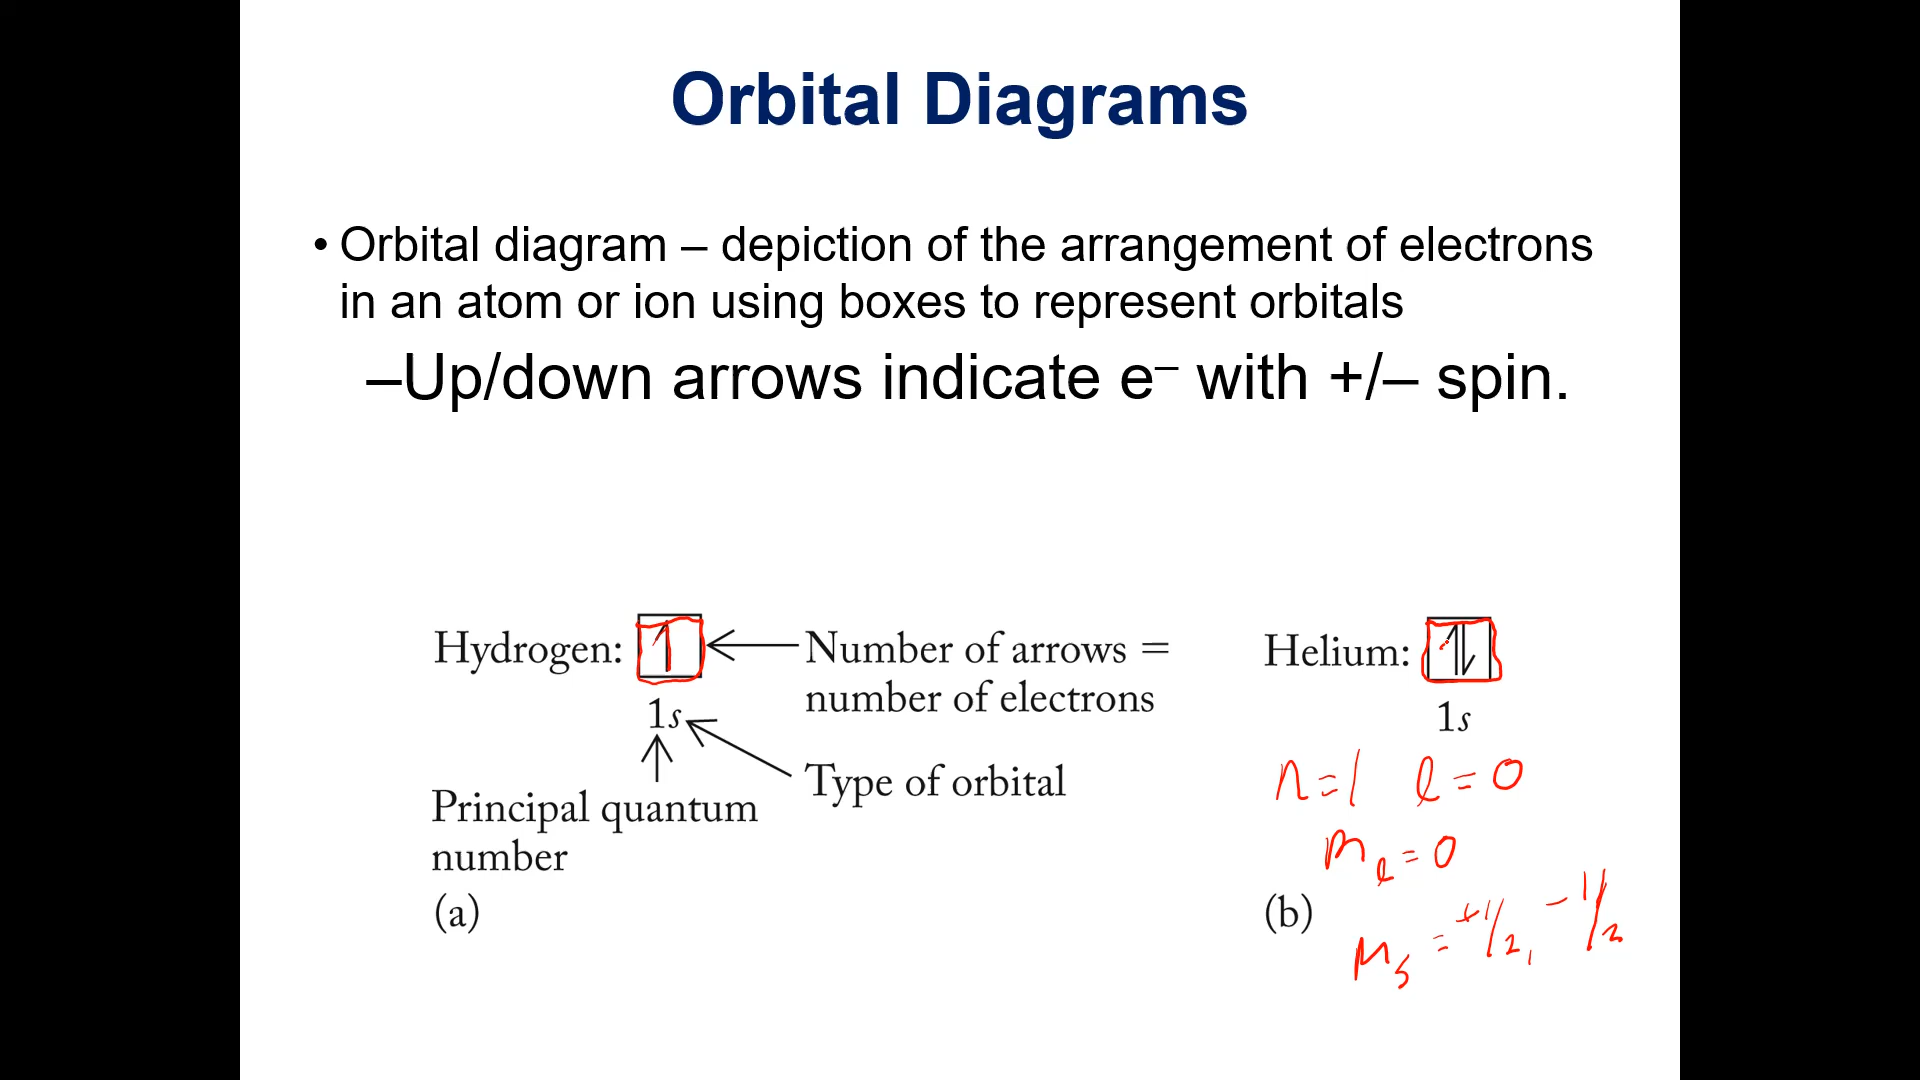 Orbital Diagrams
• Orbital diagram – depiction of the arrangement of electrons
in an atom or ion using boxes to represent orbitals
–Up/down arrows indicate e⁻ with +/– spin.
Hydrogen: ↑
1s
Number of arrows =
number of electrons
Type of orbital
Principal quantum
number
(a)
Helium: ↑↓
1s
n=1 l=0
mₗ=0
(b)
mₛ=+1/2, -1/2